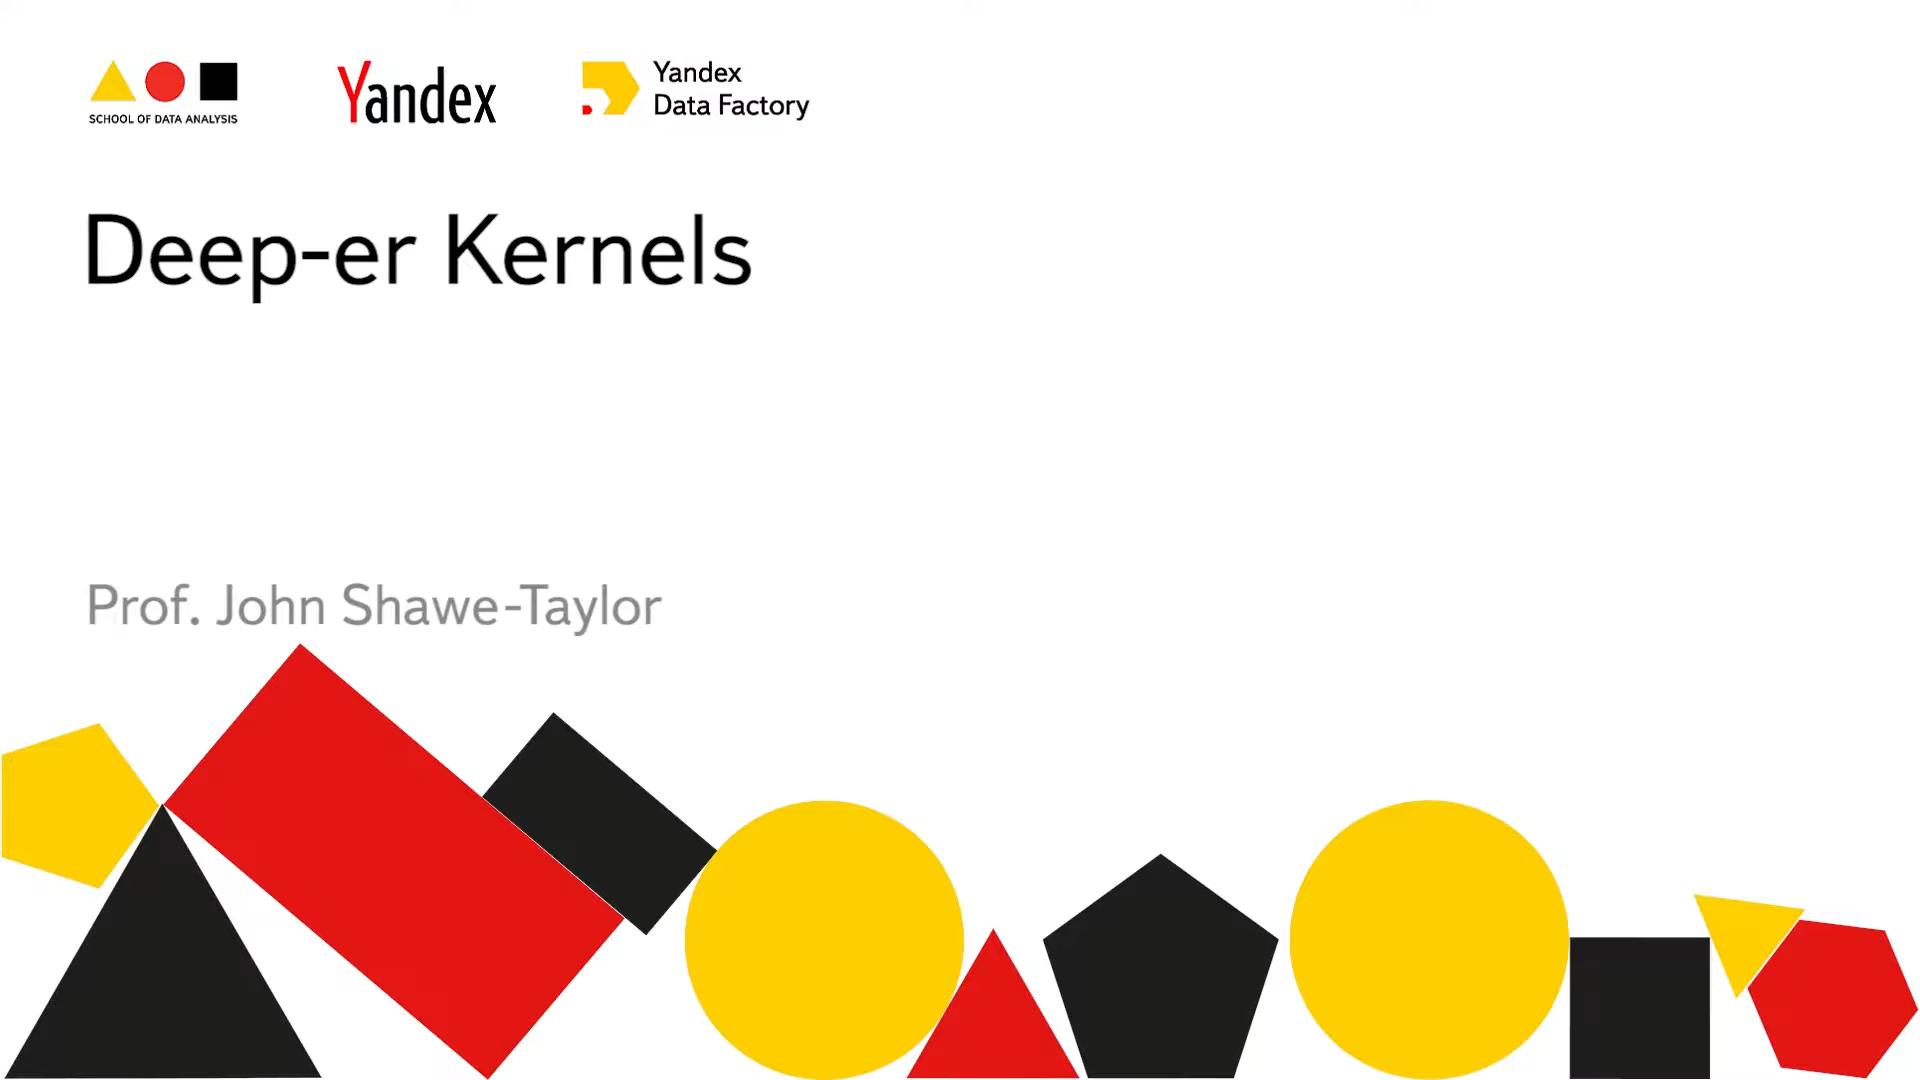 SCHOOL OF DATA ANALYSIS
Yandex
Yandex
Data Factory
Deep-er Kernels
Prof. John Shawe-Taylor